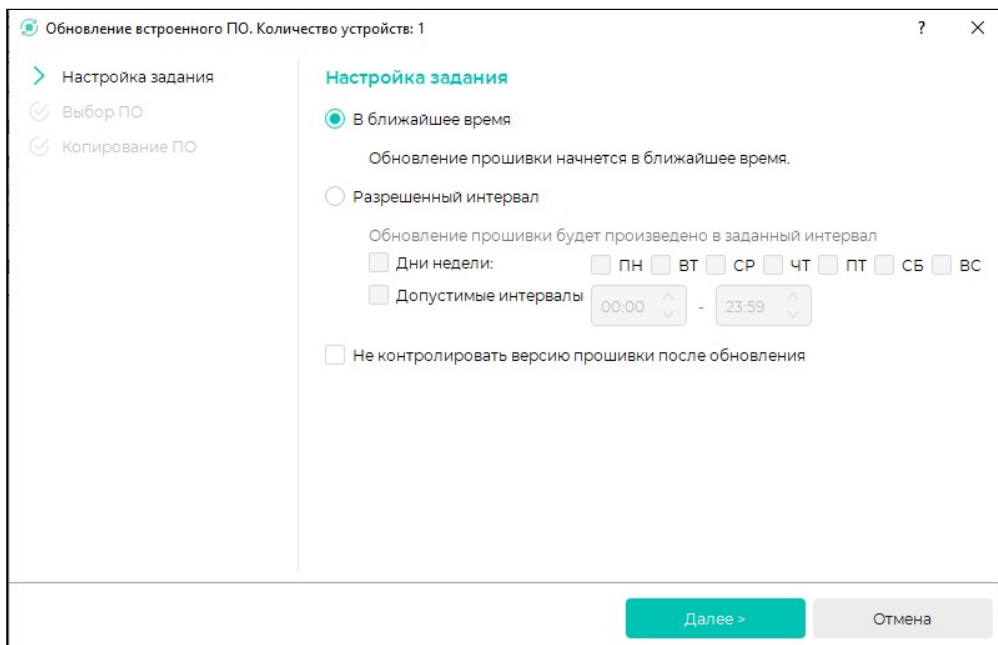 Обновление встроенного ПО. Количество устройств: 1
?
Настройка задания
Выбор ПО
Копирование ПО
Настройка задания
В ближайшее время
Обновление прошивки начнется в ближайшее время.
Разрешенный интервал
Обновление прошивки будет произведено в заданный интервал
Дни недели: ПН ВТ СР ЧТ ПТ СБ ВС
Допустимые интервалы 00:00 - 23:59
Не контролировать версию прошивки после обновления
Далее > Отмена